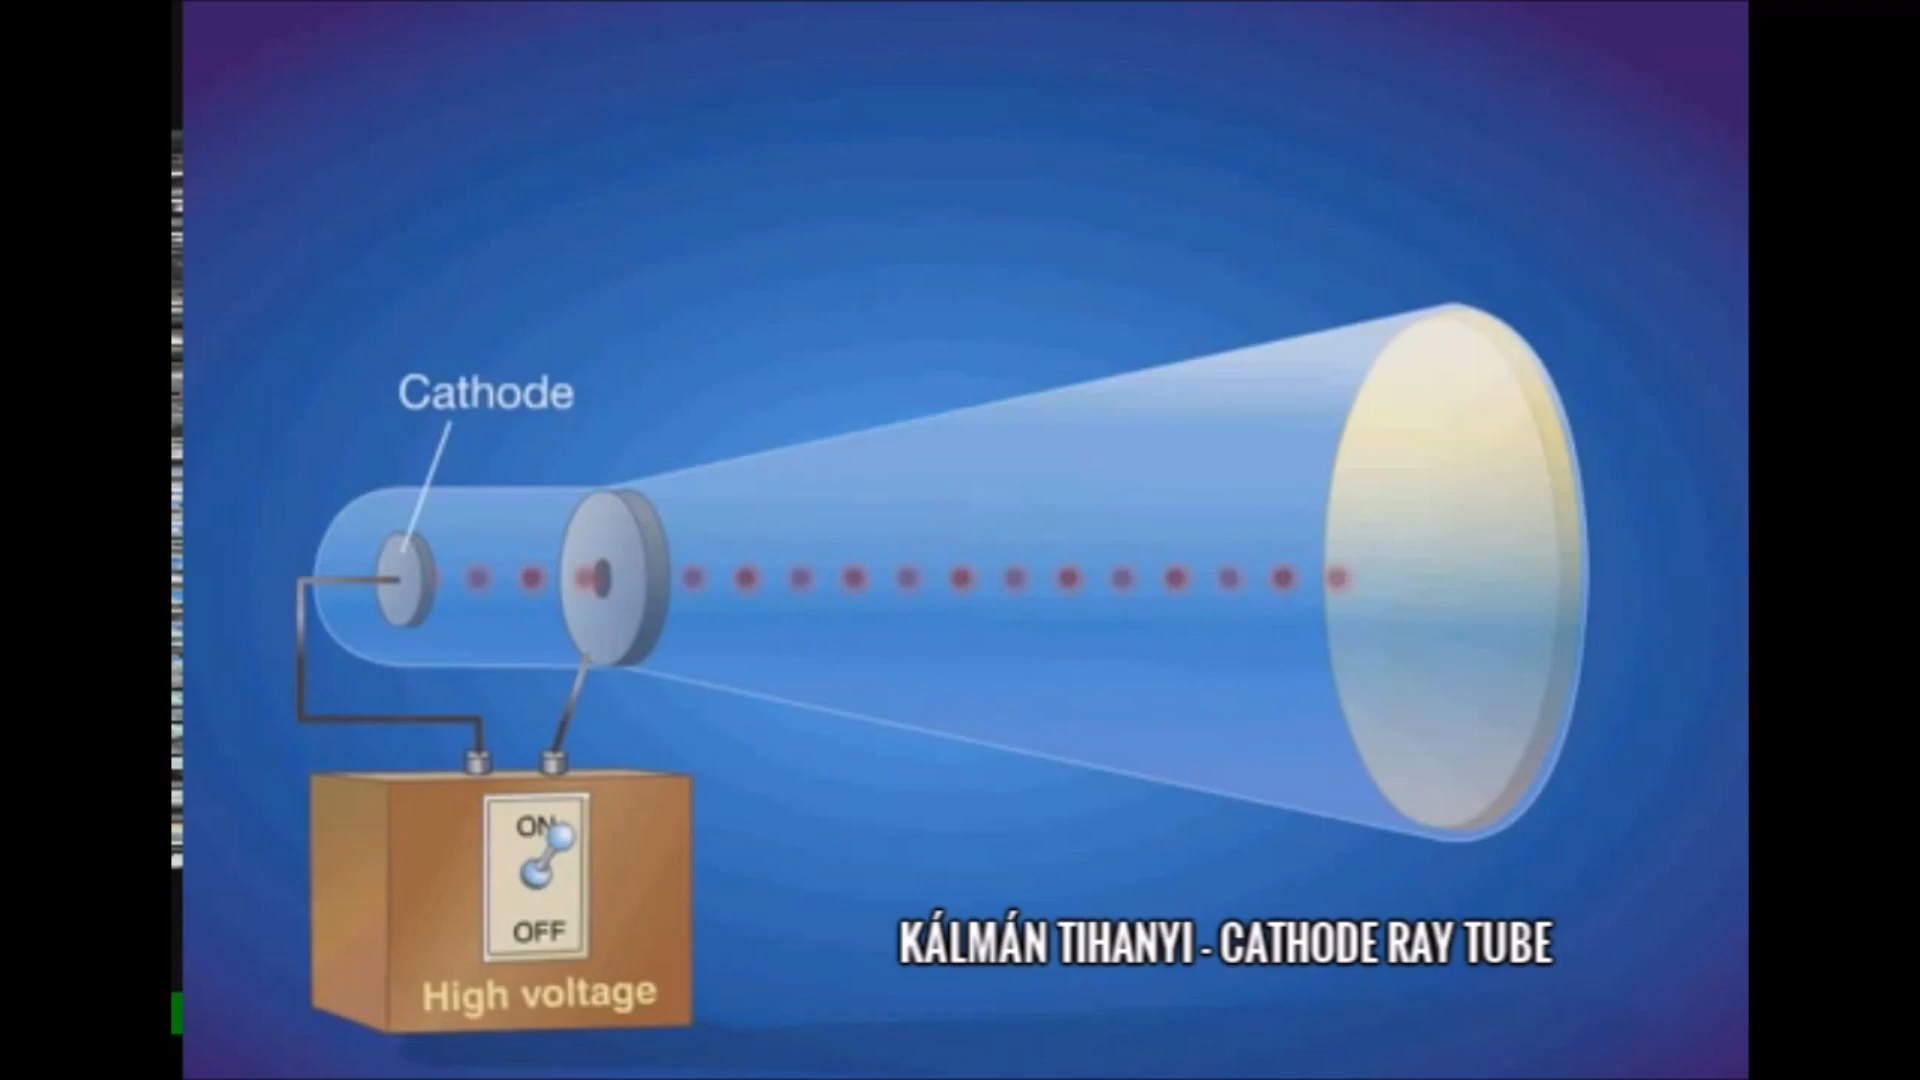 Cathode
ON
OFF
High voltage
KÁLMÁN TIHANYI - CATHODE RAY TUBE